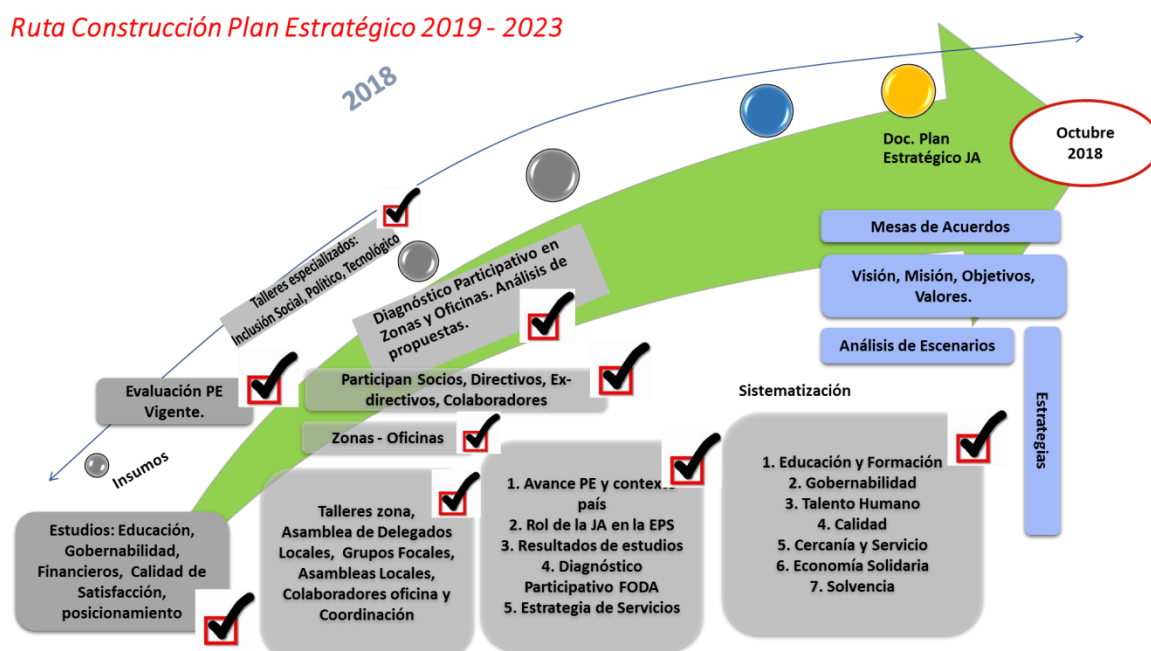 Ruta Construcción Plan Estratégico 2019 - 2023
2018
Doc. Plan
Estratégico JA
Octubre
2018
Talleres especializados:
Inclusión Social, Político, Tecnológico
Diagnóstico Participativo en
Zonas y Oficinas. Análisis de
propuestas.
Mesas de Acuerdos
Visión, Misión, Objetivos,
Valores.
Análisis de Escenarios
Estrategias
Evaluación PE
Vigente.
Participan Socios, Directivos, Ex-
directivos, Colaboradores
Zonas - Oficinas
Insumos
Sistematización
Estudios: Educación,
Gobernabilidad,
Financieros, Calidad de
Satisfacción,
posicionamiento
Talleres zona,
Asamblea de Delegados
Locales, Grupos Focales,
Asambleas Locales,
Colaboradores oficina y
Coordinación
1. Avance PE y contexto
país
2. Rol de la JA en la EPS
3. Resultados de estudios
4. Diagnóstico
Participativo FODA
5. Estrategia de Servicios
1. Educación y Formación
2. Gobernabilidad
3. Talento Humano
4. Calidad
5. Cercanía y Servicio
6. Economía Solidaria
7. Solvencia